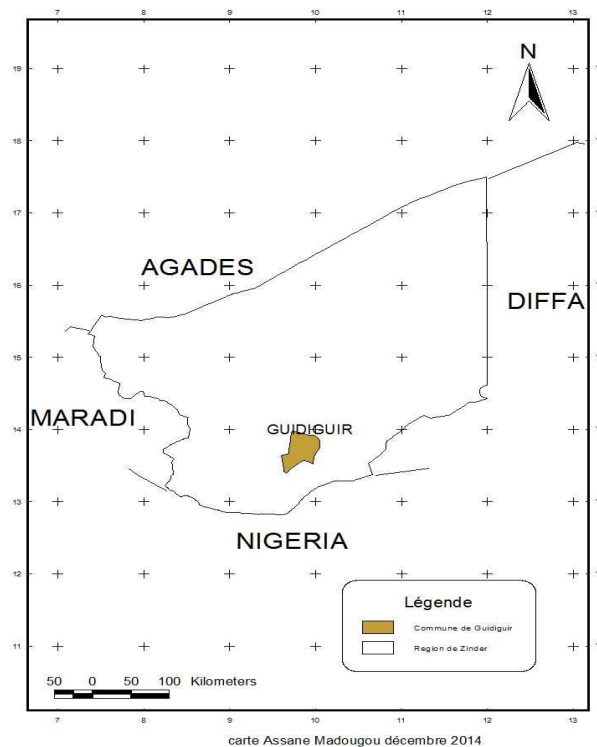 7 8 9 10 11 12 13
N
19
18
17
AGADES
16
DIFFA
15
MARADI
14
GUIDIGUIR
13
NIGERIA
12
Légende
Commune de Guidiguir
11
Region de Zinder
50 0 50 100 Kilometers
7 8 9 10 11 12 13
carte Assane Madougou décembre 2014